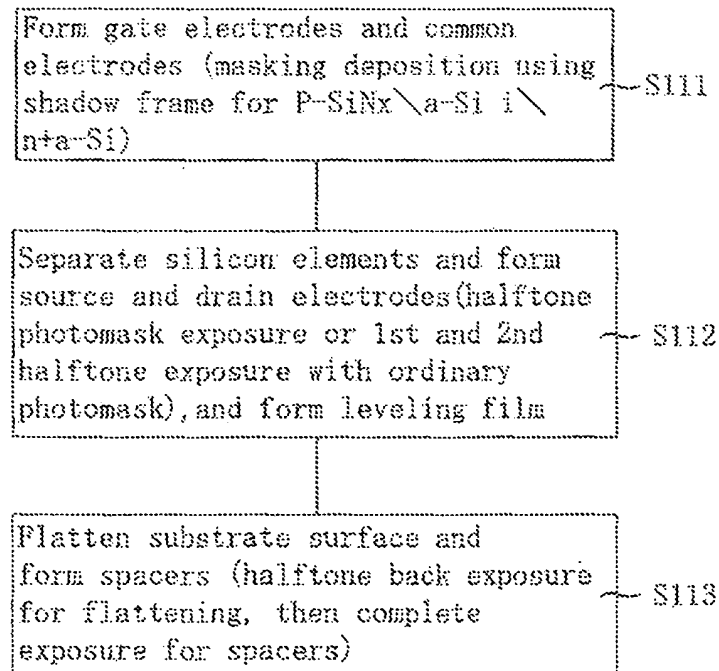 Form gate electrodes and common
electrodes (masking deposition using
shadow frame for P-SiNx\a-Si i\
n+a-Si)
S111
Separate silicon elements and form
source and drain electrodes(halftone
photomask exposure or 1st and 2nd
halftone exposure with ordinary
photomask),and form leveling film
S112
Flatten substrate surface and
form spacers (halftone back exposure
for flattening, then complete
exposure for spacers)
S113